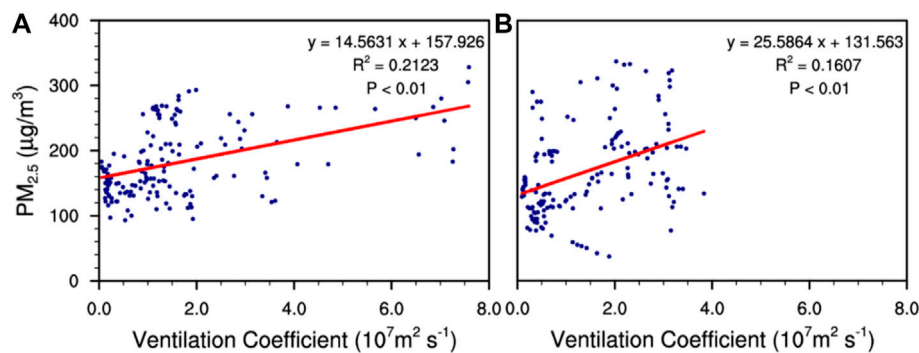 A
B
y = 14.5631 x + 157.926
R² = 0.2123
P < 0.01
y = 25.5864 x + 131.563
R² = 0.1607
P < 0.01
PM₂.₅ (μg/m³)
400
300
200
100
0
0.0 2.0 4.0 6.0 8.0
0.0 2.0 4.0 6.0 8.0
Ventilation Coefficient (10⁷m² s⁻¹)
Ventilation Coefficient (10⁷m² s⁻¹)